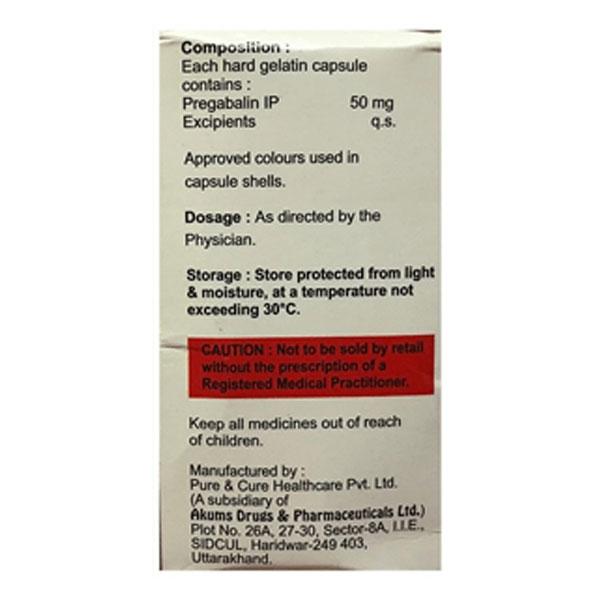 Composition :
Each hard gelatin capsule
contains :
Pregabalin IP 50 mg
Excipients q.s.
Approved colours used in
capsule shells.
Dosage : As directed by the
Physician.
Storage : Store protected from light
& moisture, at a temperature not
exceeding 30°C.
CAUTION : Not to be sold by retail
without the prescription of a
Registered Medical Practitioner.
Keep all medicines out of reach
of children.
Manufactured by :
Pure & Cure Healthcare Pvt. Ltd.
(A subsidiary of
Akums Drugs & Pharmaceuticals Ltd.)
Plot No. 26A, 27-30, Sector-8A, I.I.E.,
SIDCUL, Haridwar-249 403,
Uttarakhand.